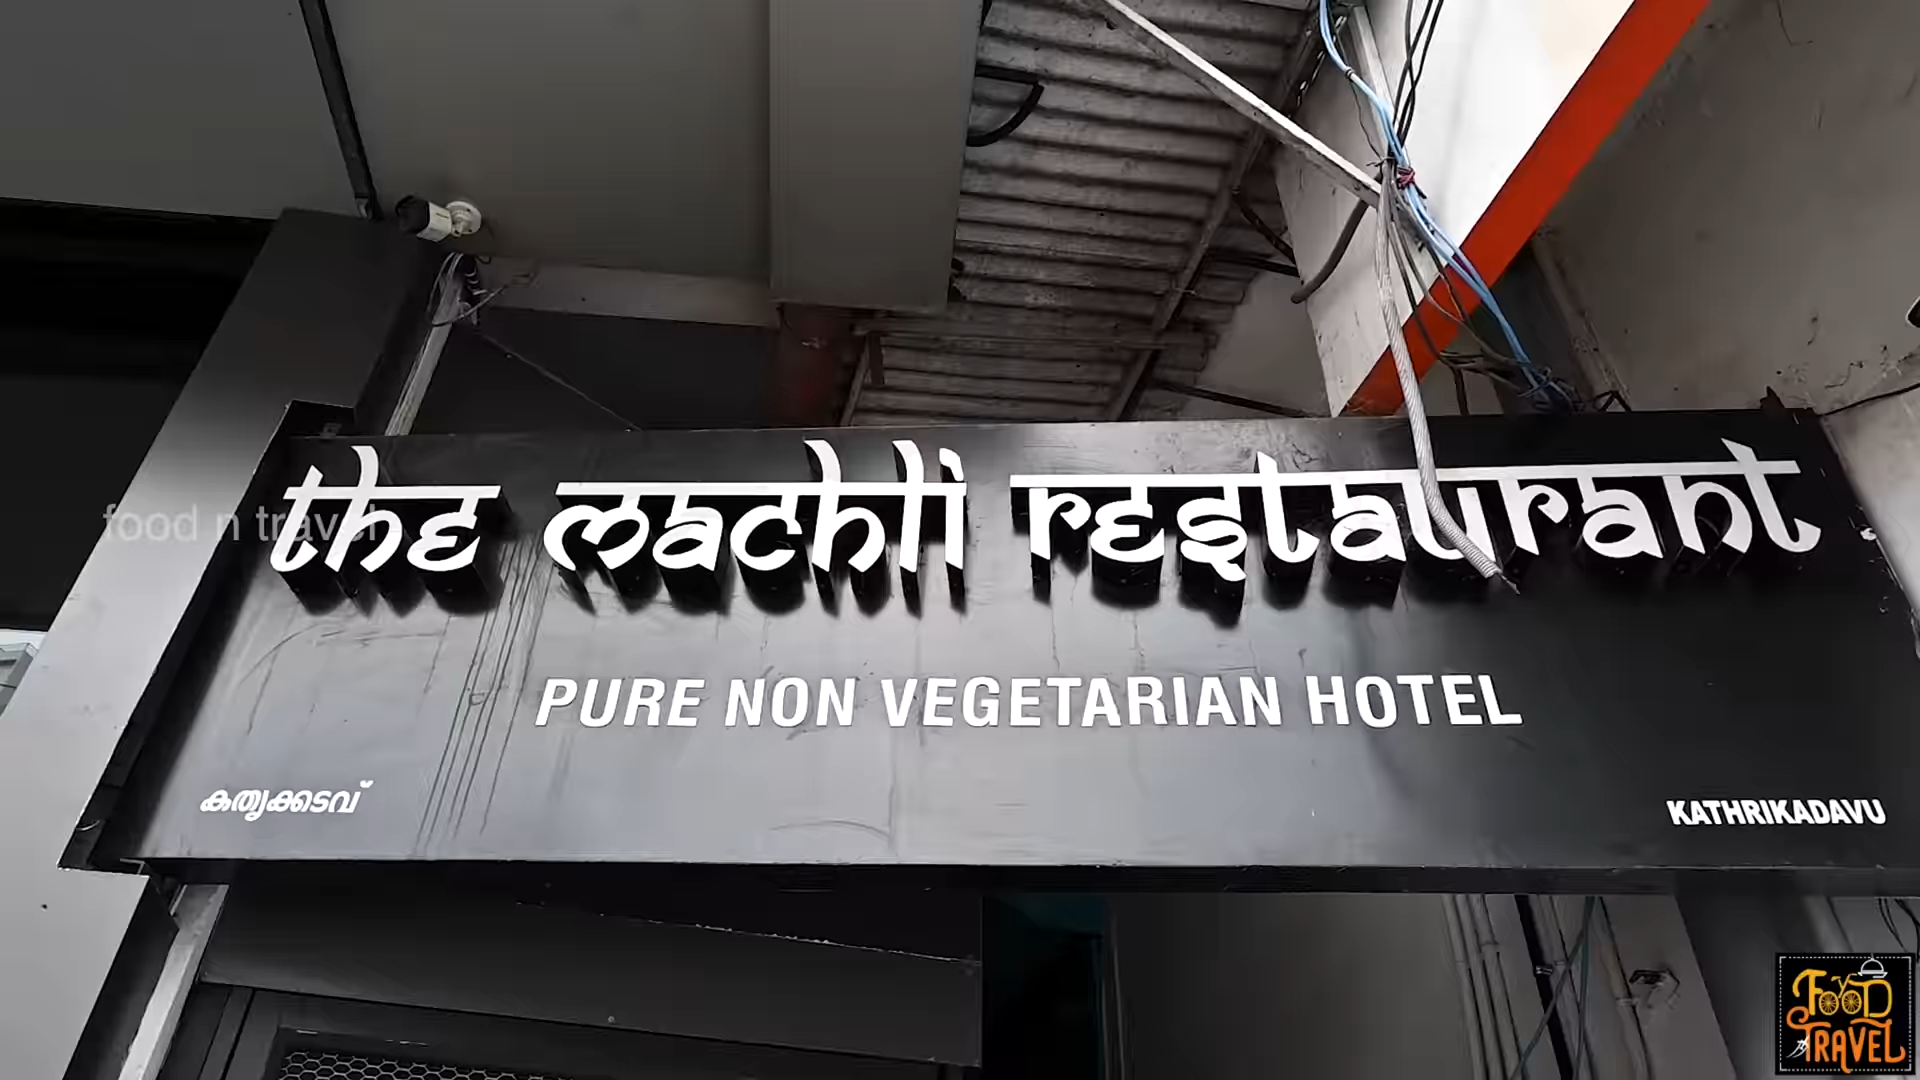 the machli restaurant
food n travel
PURE NON VEGETARIAN HOTEL
കതൃക്കടവ്
KATHRIKADAVU
FOOD
N TRAVEL